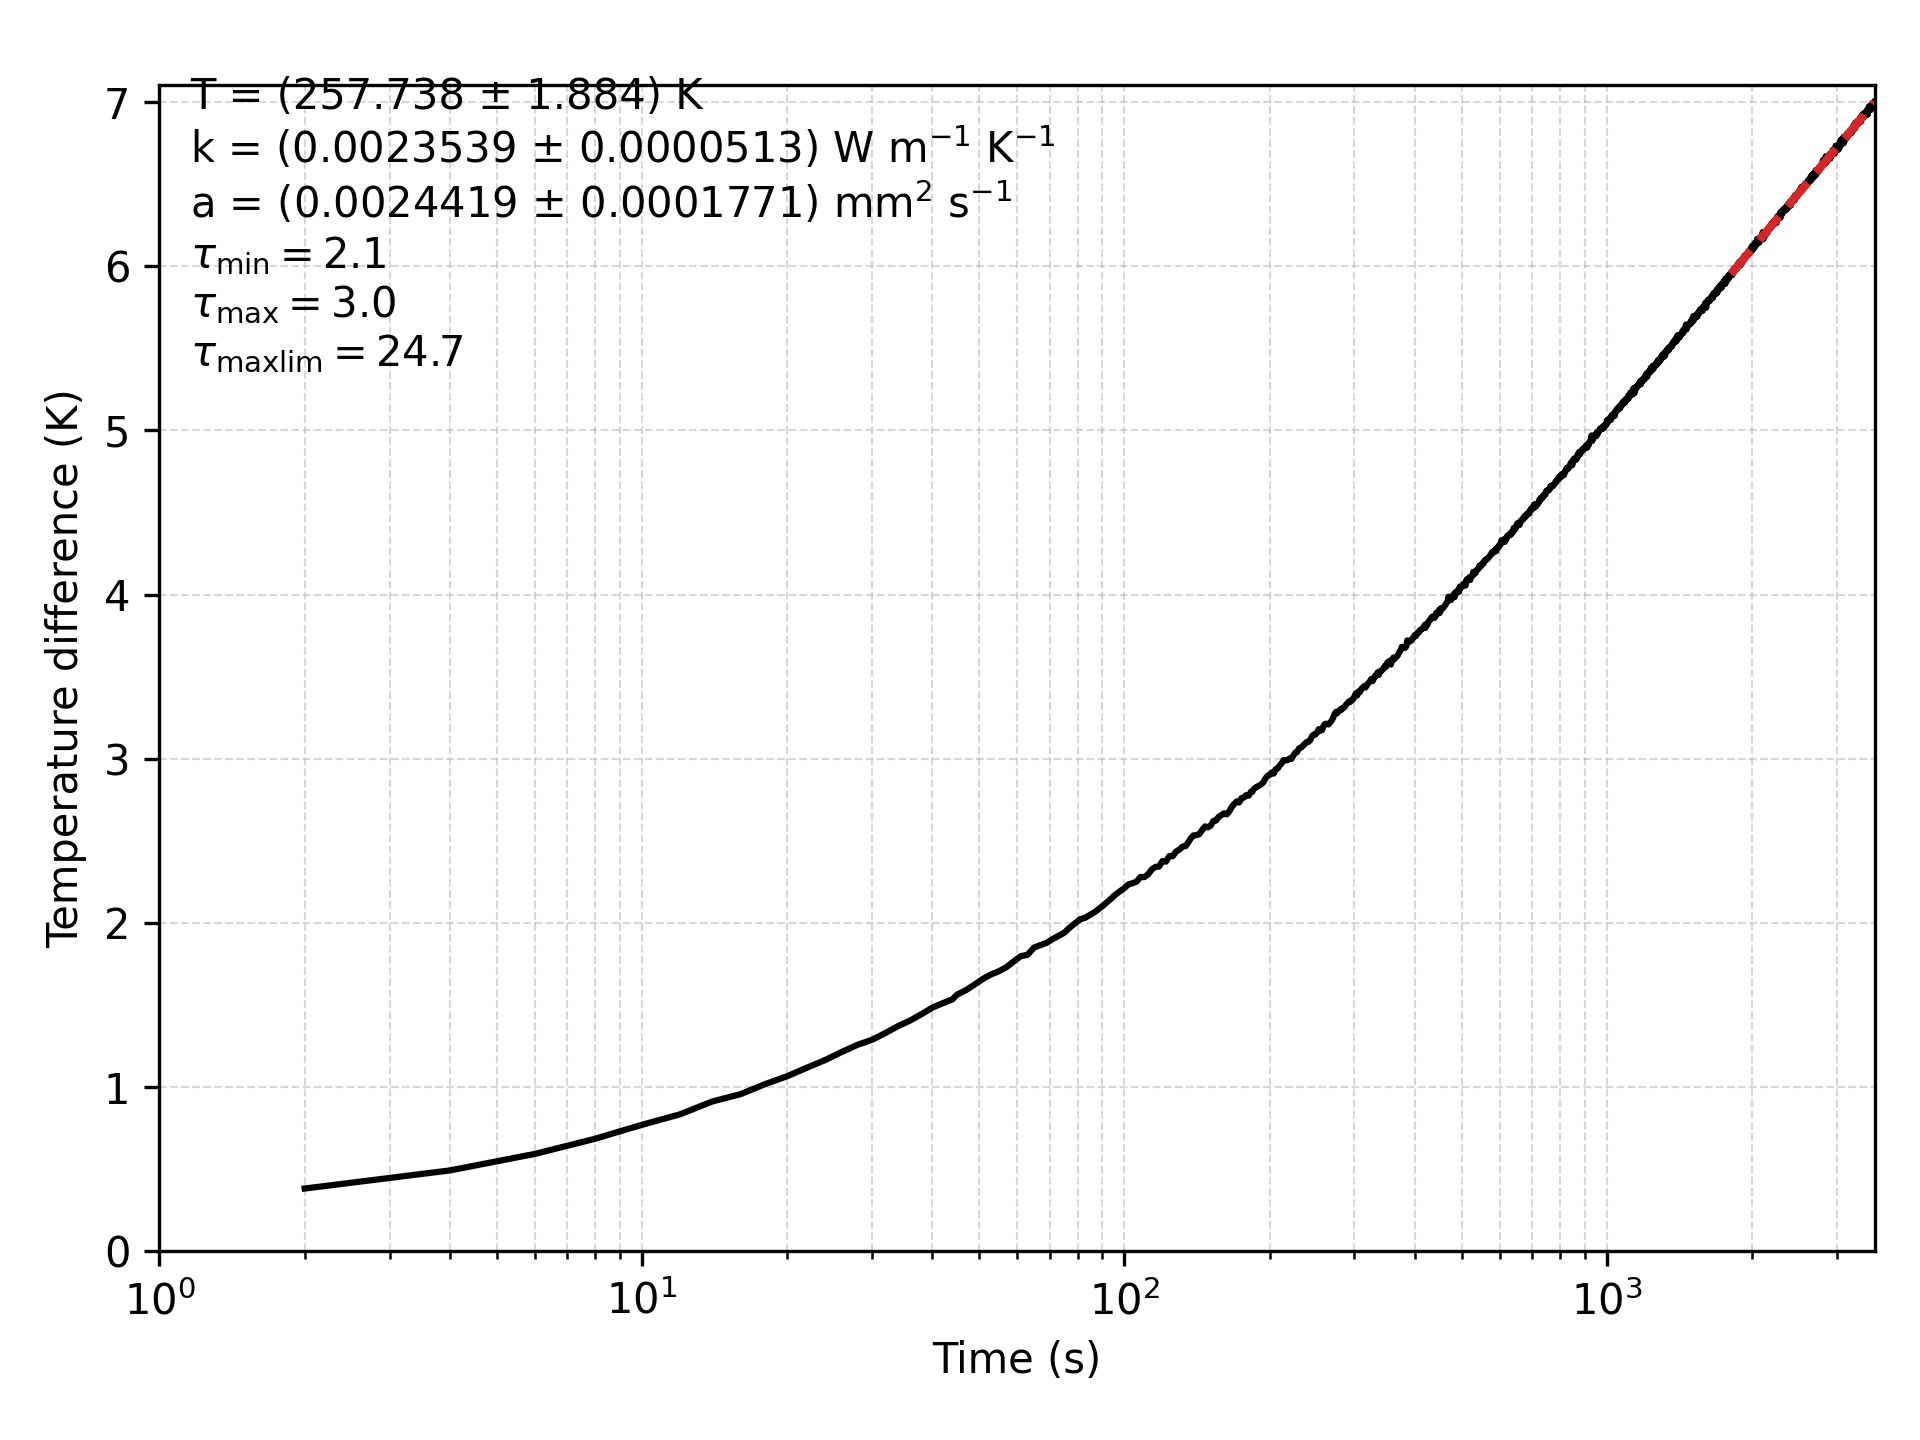 T = (257.738 ± 1.884) K
k = (0.0023539 ± 0.0000513) W m⁻¹ K⁻¹
a = (0.0024419 ± 0.0001771) mm² s⁻¹
τmin = 2.1
τmax = 3.0
τmaxlim = 24.7
Temperature difference (K)
7
6
5
4
3
2
1
0
10⁰ 10¹ 10² 10³
Time (s)